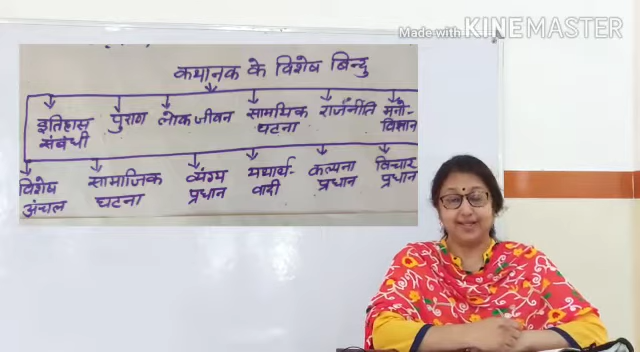 Made with KINEMASTER
कथानक के विशेष बिन्दु
इतिहास पुराण लोक जीवन सामयिक राजनीति मनो-
संबंधी घटना विज्ञान
विशेष सामाजिक व्यंग्य यथार्थ- कल्पना विचार
अंचल घटना प्रधान वादी प्रधान प्रधान